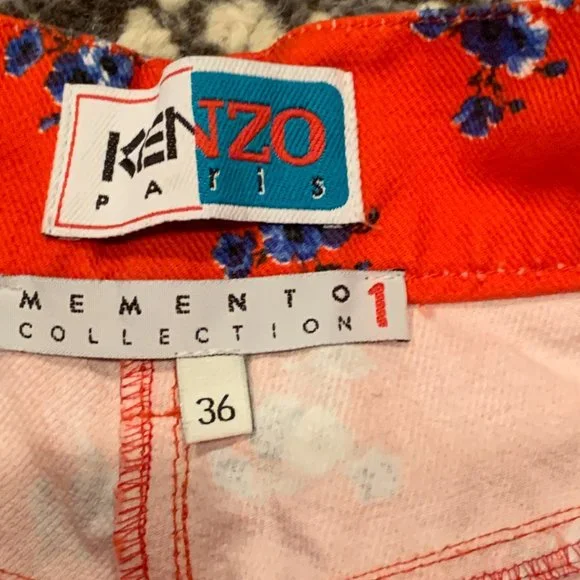 KENZO
PAris
MEMENTO 1
COLLECTION
36